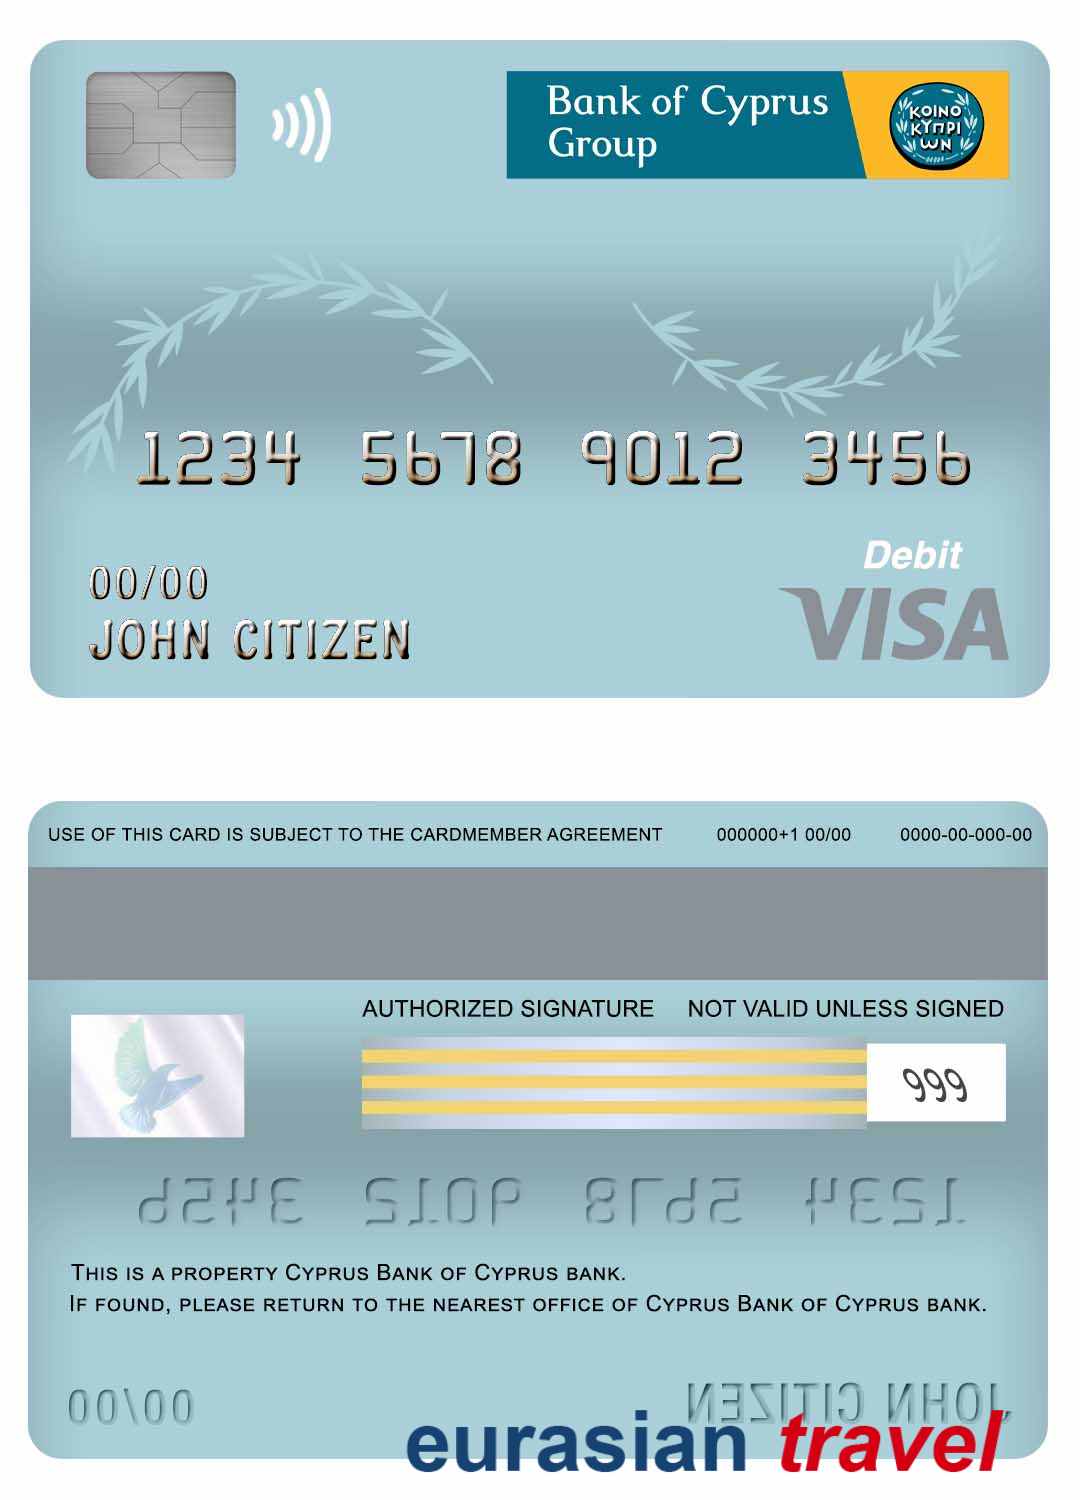 Bank of Cyprus
Group
ΚΟΙΝΟ
ΚΥΠΡΙ
ΩΝ
1234 5678 9012 3456
00/00
JOHN CITIZEN
Debit
VISA
USE OF THIS CARD IS SUBJECT TO THE CARDMEMBER AGREEMENT 000000+1 00/00 0000-00-000-00
AUTHORIZED SIGNATURE NOT VALID UNLESS SIGNED
999
3456 9012 5678 1234
THIS IS A PROPERTY CYPRUS BANK OF CYPRUS BANK.
IF FOUND, PLEASE RETURN TO THE NEAREST OFFICE OF CYPRUS BANK OF CYPRUS BANK.
00/00 JOHN CITIZEN
eurasian travel